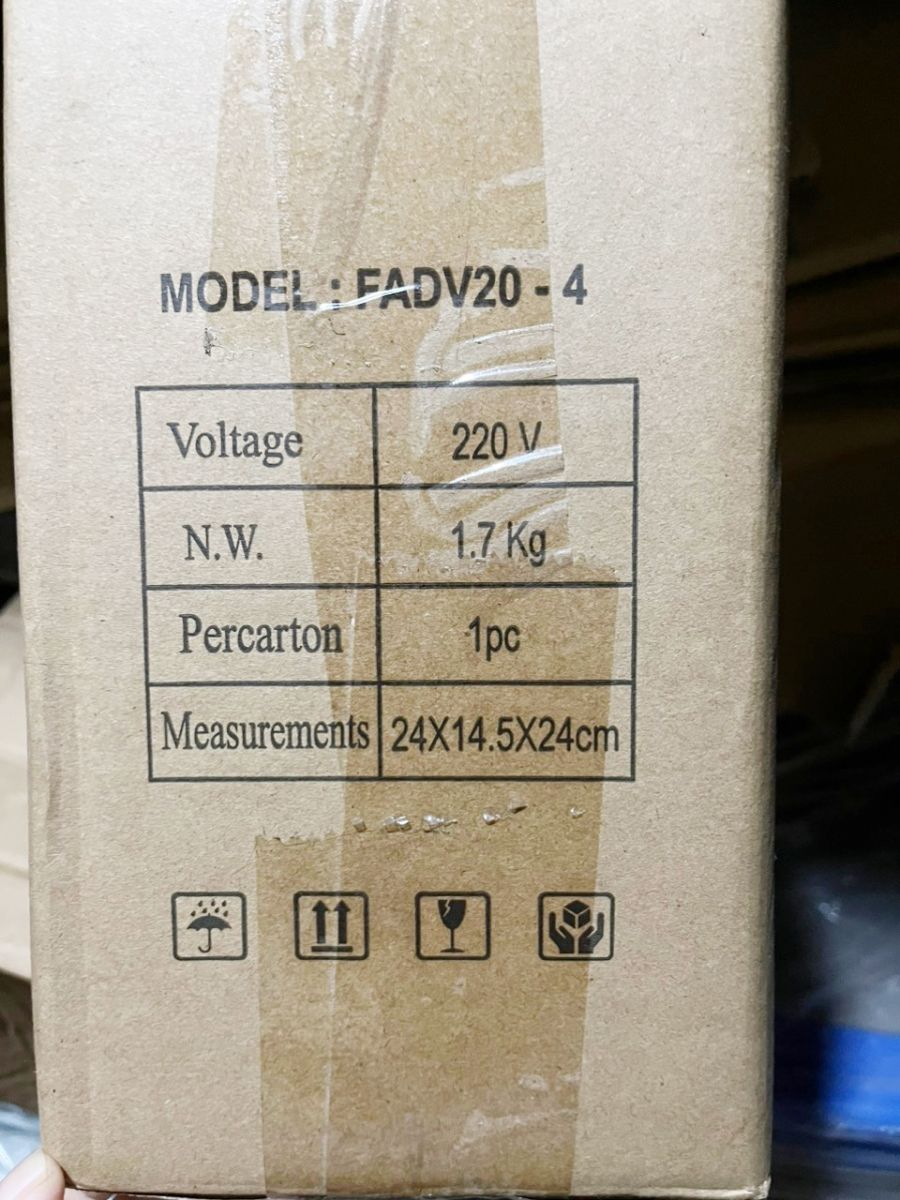 MODEL : FADV20 - 4
Voltage 220 V
N.W. 1.7 Kg
Percarton 1pc
Measurements 24X14.5X24cm